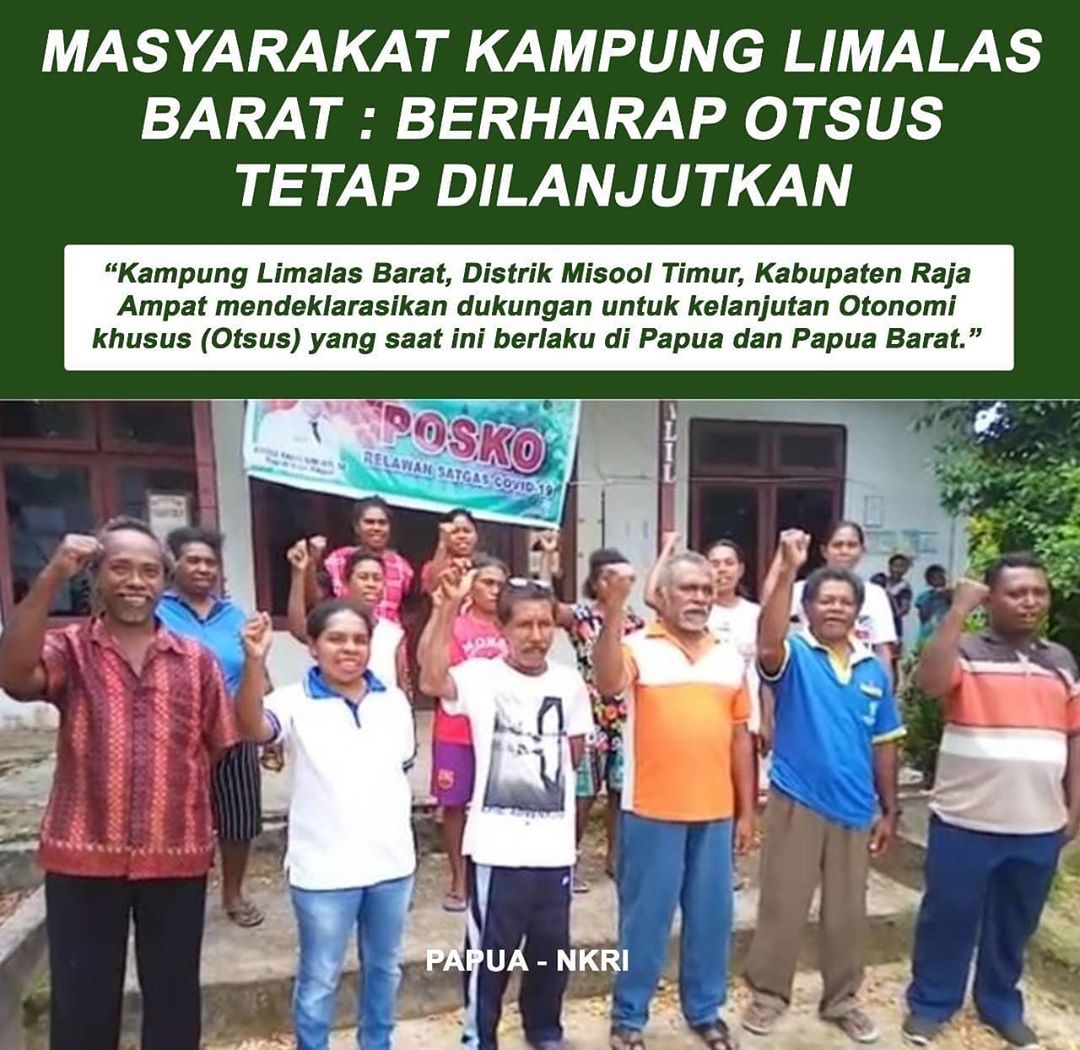 MASYARAKAT KAMPUNG LIMALAS
BARAT : BERHARAP OTSUS
TETAP DILANJUTKAN
“Kampung Limalas Barat, Distrik Misool Timur, Kabupaten Raja
Ampat mendeklarasikan dukungan untuk kelanjutan Otonomi
khusus (Otsus) yang saat ini berlaku di Papua dan Papua Barat.”
POSKO
RELAWAN SATGAS COVID-19
PAPUA - NKRI